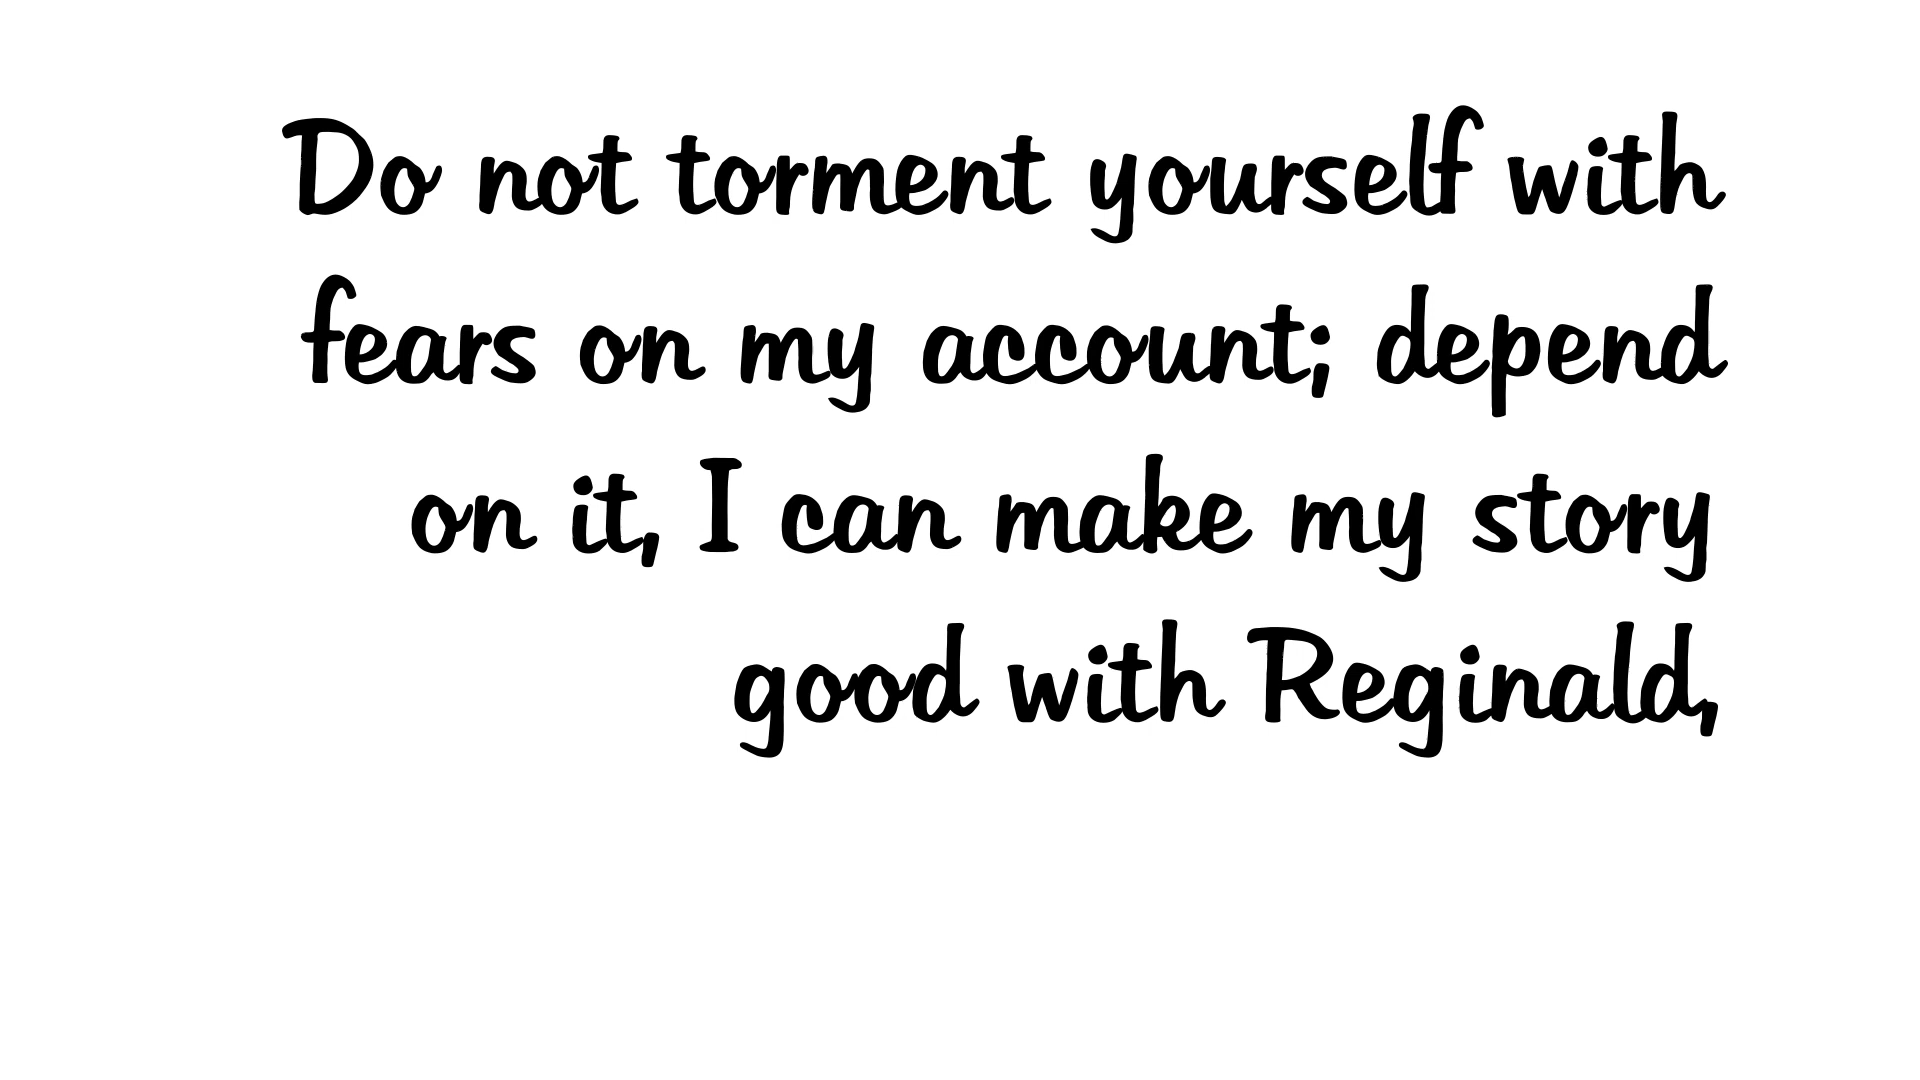 Do not torment yourself with
fears on my account; depend
on it, I can make my story
good with Reginald,